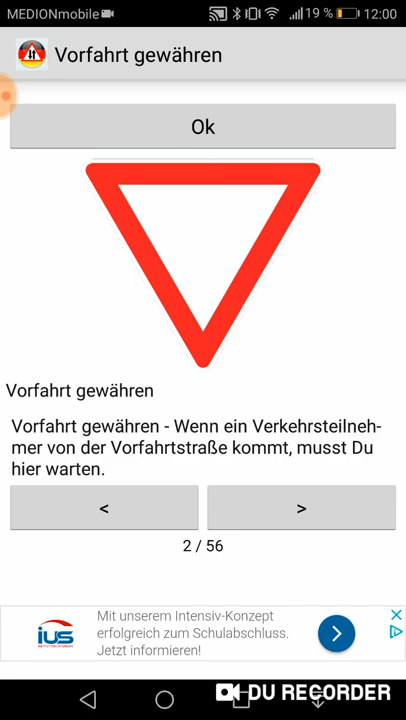 MEDIONmobile 19 % 12:00
Vorfahrt gewähren
Ok
Vorfahrt gewähren
Vorfahrt gewähren - Wenn ein Verkehrsteilneh-
mer von der Vorfahrtstraße kommt, musst Du
hier warten.
< >
2 / 56
ius
Mit unserem Intensiv-Konzept
erfolgreich zum Schulabschluss.
Jetzt informieren!
DU RECORDER